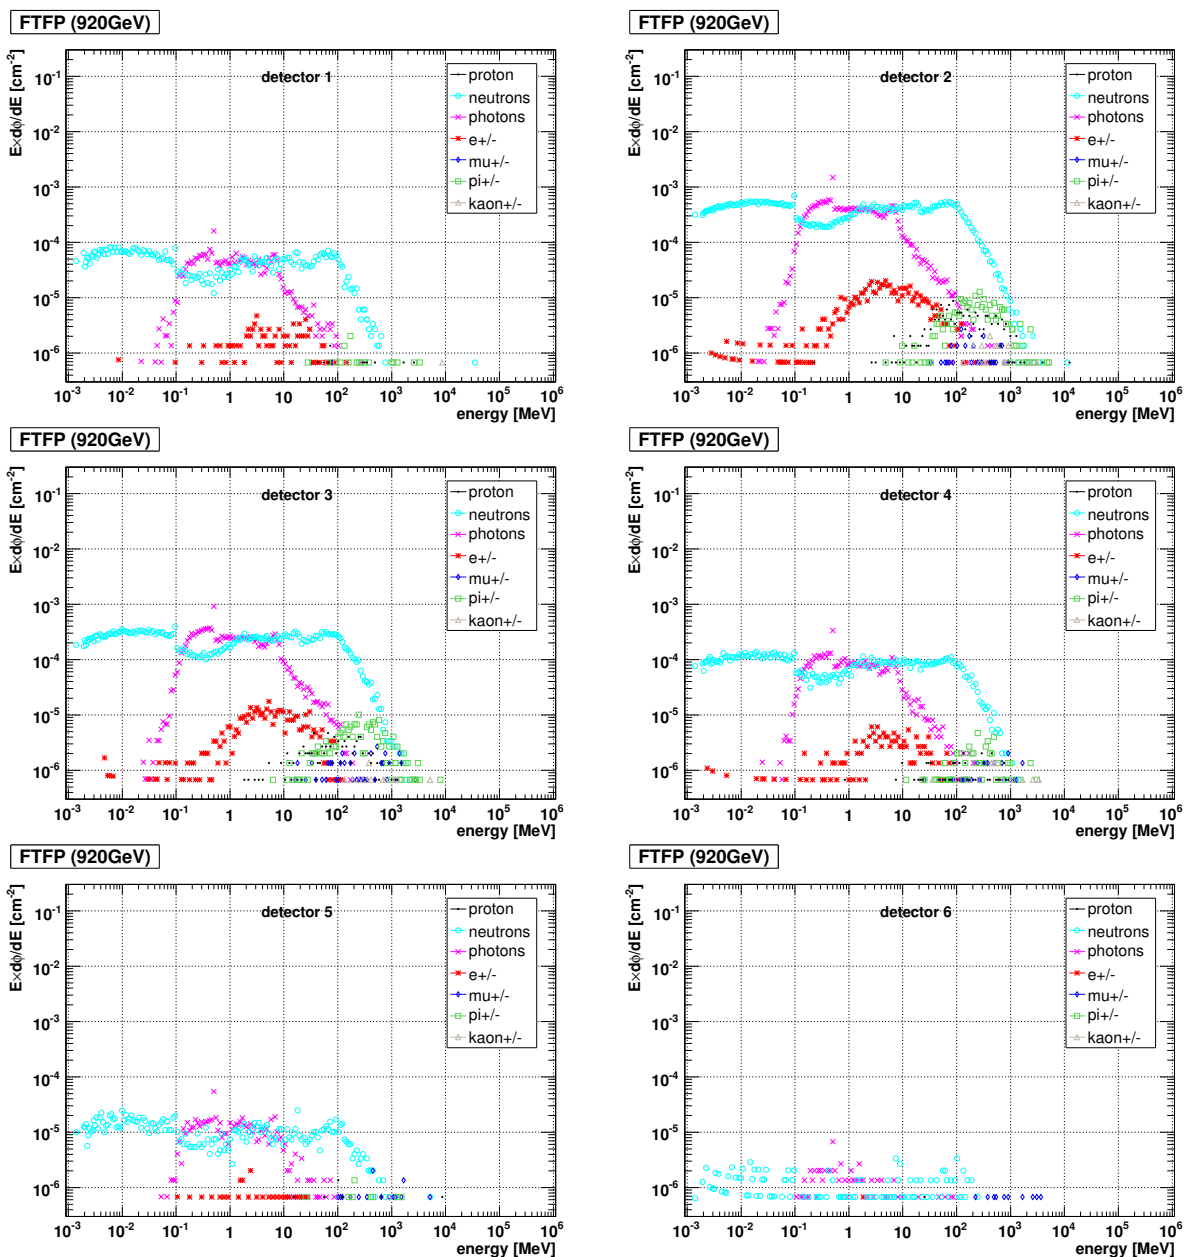 FTFP (920GeV)
E×dϕ/dE [cm⁻²]
detector 1
proton
neutrons
photons
e+/-
mu+/-
pi+/-
kaon+/-
10⁻¹
10⁻²
10⁻³
10⁻⁴
10⁻⁵
10⁻⁶
10⁻³ 10⁻² 10⁻¹ 1 10 10² 10³ 10⁴ 10⁵ 10⁶
energy [MeV]
FTFP (920GeV)
E×dϕ/dE [cm⁻²]
detector 2
proton
neutrons
photons
e+/-
mu+/-
pi+/-
kaon+/-
10⁻¹
10⁻²
10⁻³
10⁻⁴
10⁻⁵
10⁻⁶
10⁻³ 10⁻² 10⁻¹ 1 10 10² 10³ 10⁴ 10⁵ 10⁶
energy [MeV]
FTFP (920GeV)
E×dϕ/dE [cm⁻²]
detector 3
proton
neutrons
photons
e+/-
mu+/-
pi+/-
kaon+/-
10⁻¹
10⁻²
10⁻³
10⁻⁴
10⁻⁵
10⁻⁶
10⁻³ 10⁻² 10⁻¹ 1 10 10² 10³ 10⁴ 10⁵ 10⁶
energy [MeV]
FTFP (920GeV)
E×dϕ/dE [cm⁻²]
detector 4
proton
neutrons
photons
e+/-
mu+/-
pi+/-
kaon+/-
10⁻¹
10⁻²
10⁻³
10⁻⁴
10⁻⁵
10⁻⁶
10⁻³ 10⁻² 10⁻¹ 1 10 10² 10³ 10⁴ 10⁵ 10⁶
energy [MeV]
FTFP (920GeV)
E×dϕ/dE [cm⁻²]
detector 5
proton
neutrons
photons
e+/-
mu+/-
pi+/-
kaon+/-
10⁻¹
10⁻²
10⁻³
10⁻⁴
10⁻⁵
10⁻⁶
10⁻³ 10⁻² 10⁻¹ 1 10 10² 10³ 10⁴ 10⁵ 10⁶
energy [MeV]
FTFP (920GeV)
E×dϕ/dE [cm⁻²]
detector 6
proton
neutrons
photons
e+/-
mu+/-
pi+/-
kaon+/-
10⁻¹
10⁻²
10⁻³
10⁻⁴
10⁻⁵
10⁻⁶
10⁻³ 10⁻² 10⁻¹ 1 10 10² 10³ 10⁴ 10⁵ 10⁶
energy [MeV]